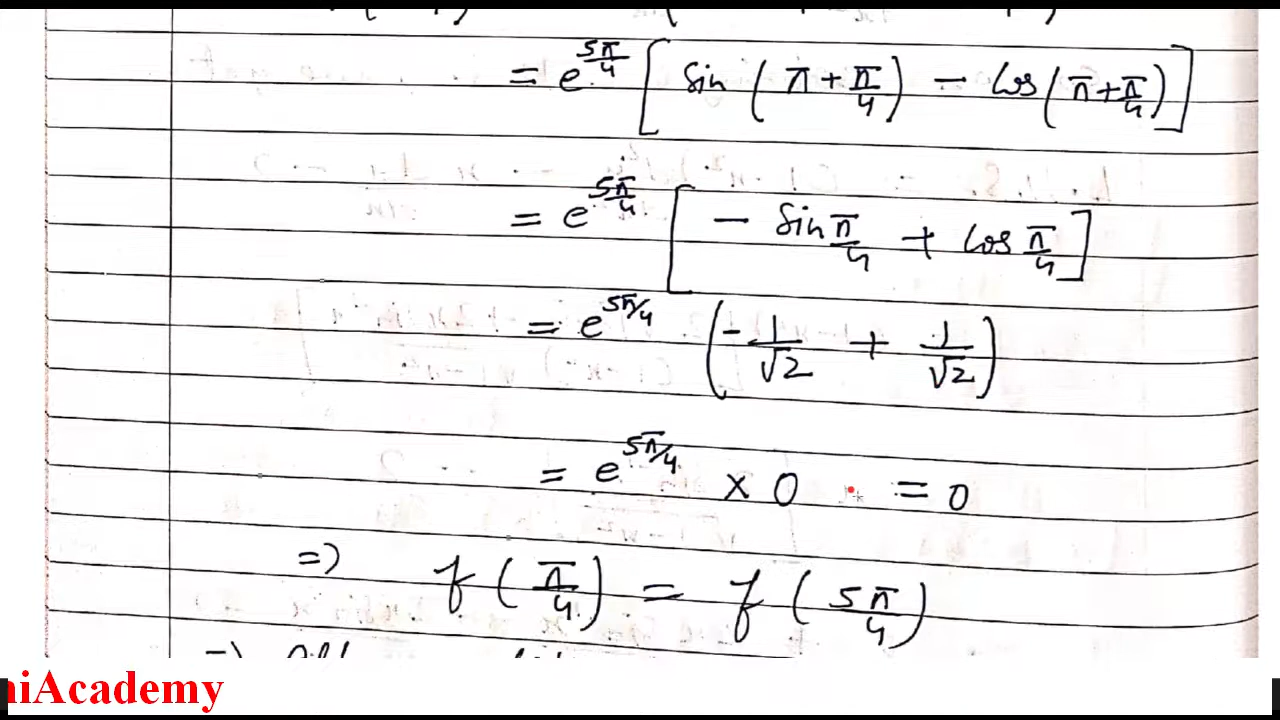 = e^{5π/4} [ sin ( π + π/4 ) − cos ( π + π/4 ) ]
= e^{5π/4} [ − sin π/4 + cos π/4 ]
= e^{5π/4} ( −1/√2 + 1/√2 )
= e^{5π/4} × 0 = 0
=> f ( π/4 ) = f ( 5π/4 )
=> All
iAcademy